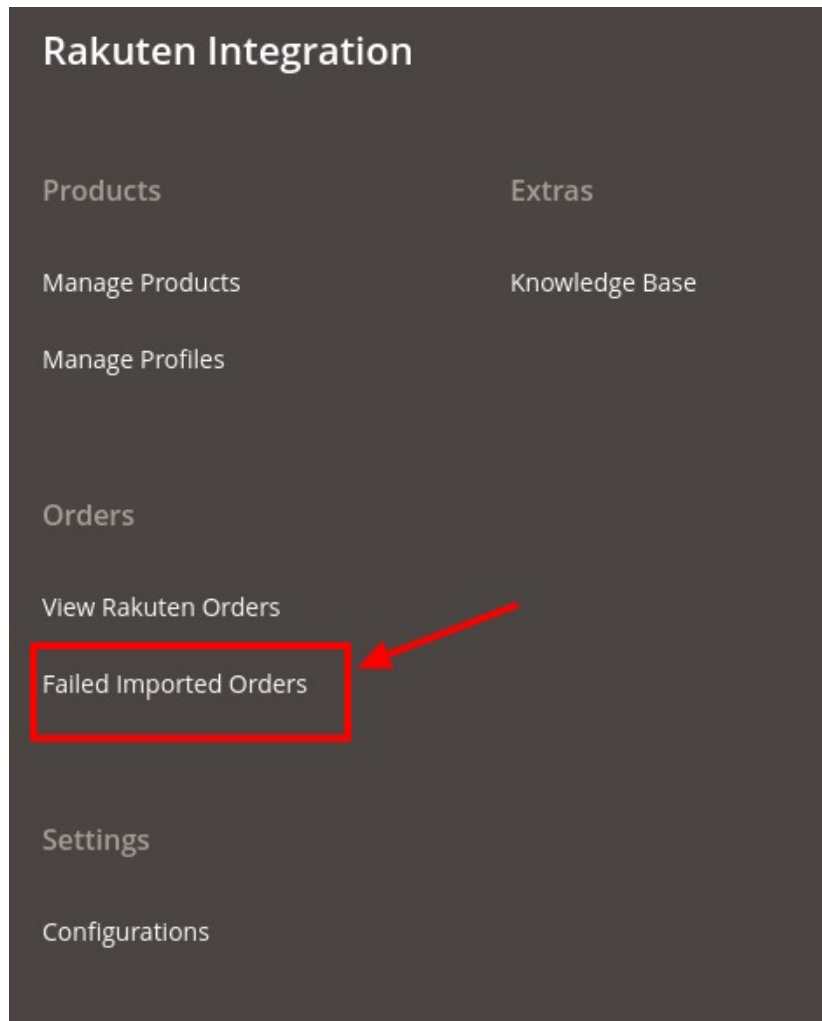 Rakuten Integration
Products
Manage Products
Manage Profiles
Extras
Knowledge Base
Orders
View Rakuten Orders
Failed Imported Orders
Settings
Configurations